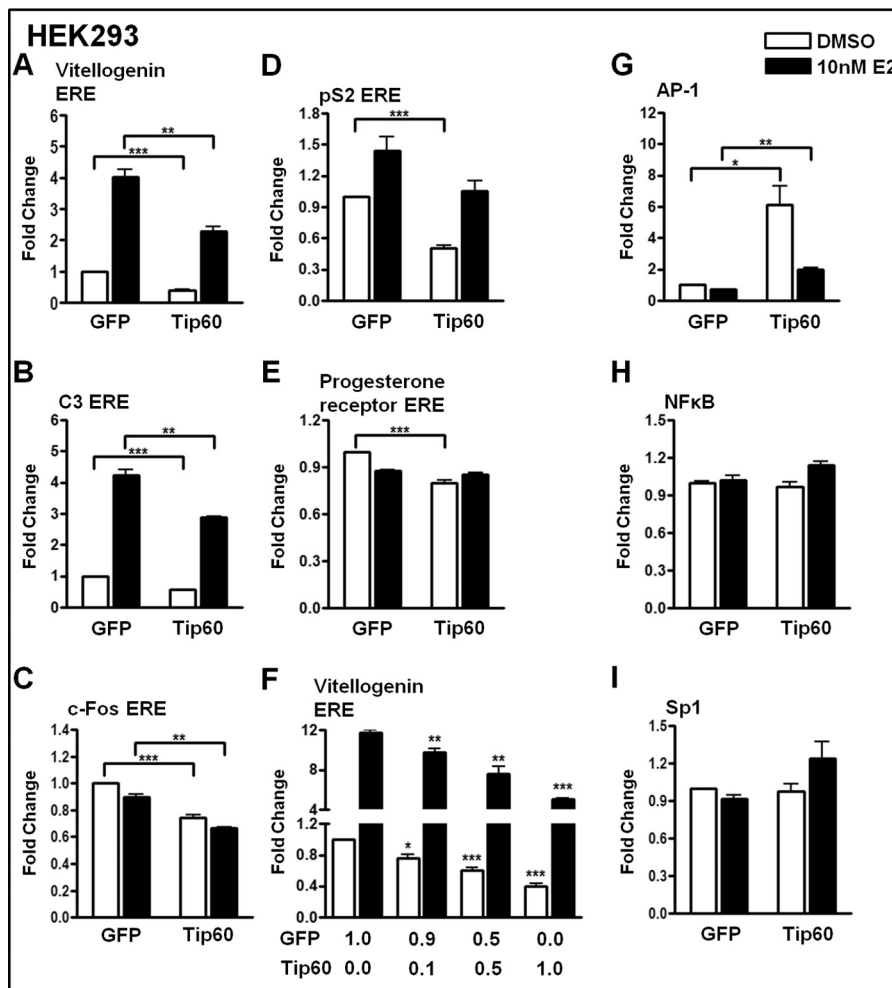 HEK293
DMSO
10nM E2
A
Vitellogenin
ERE
Fold Change
6
5
4
3
2
1
0
**
***
GFP
Tip60
D
pS2 ERE
Fold Change
1.8
1.5
1.2
0.9
0.6
0.3
0.0
***
GFP
Tip60
G
AP-1
Fold Change
12
10
8
6
4
2
0
**
*
GFP
Tip60
B
C3 ERE
Fold Change
6
5
4
3
2
1
0
**
***
GFP
Tip60
E
Progesterone
receptor ERE
Fold Change
1.2
0.9
0.6
0.3
0.0
***
GFP
Tip60
H
NFκB
Fold Change
1.5
1.2
0.9
0.6
0.3
0.0
GFP
Tip60
C
c-Fos ERE
Fold Change
1.4
1.2
1.0
0.8
0.6
0.4
0.2
0.0
**
***
GFP
Tip60
F
Vitellogenin
ERE
Fold Change
12
8
4
1.2
0.8
0.4
0.0
** ** ***
* *** ***
GFP 1.0 0.9 0.5 0.0
Tip60 0.0 0.1 0.5 1.0
I
Sp1
Fold Change
1.5
1.2
0.9
0.6
0.3
0.0
GFP
Tip60